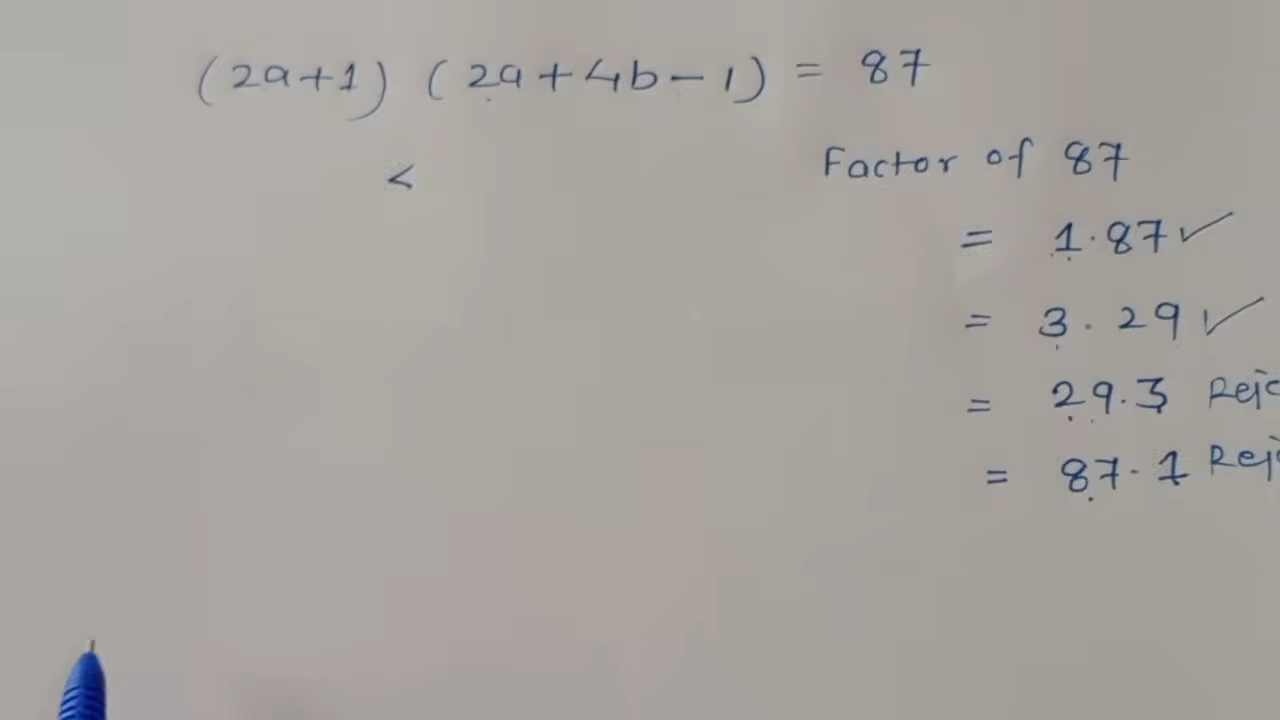 (2a+1) (2a+4b-1) = 87
<
Factor of 87
= 1.87 ✓
= 3.29 ✓
= 29.3
= 87.1